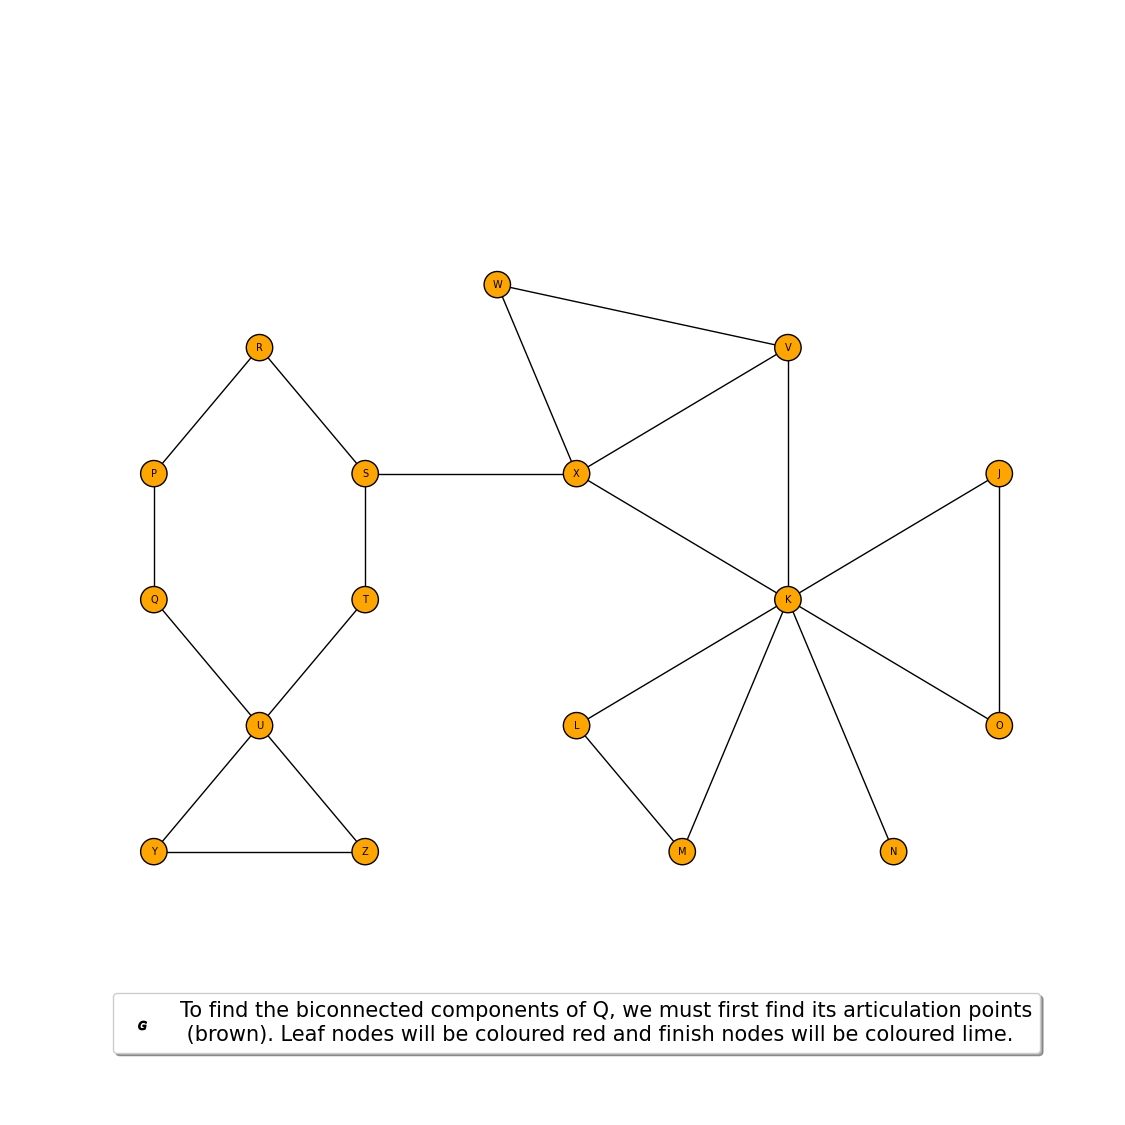 W
R
V
P
S
X
J
Q
T
K
U
L
O
Y
Z
M
N
G
To find the biconnected components of Q, we must first find its articulation points
(brown). Leaf nodes will be coloured red and finish nodes will be coloured lime.